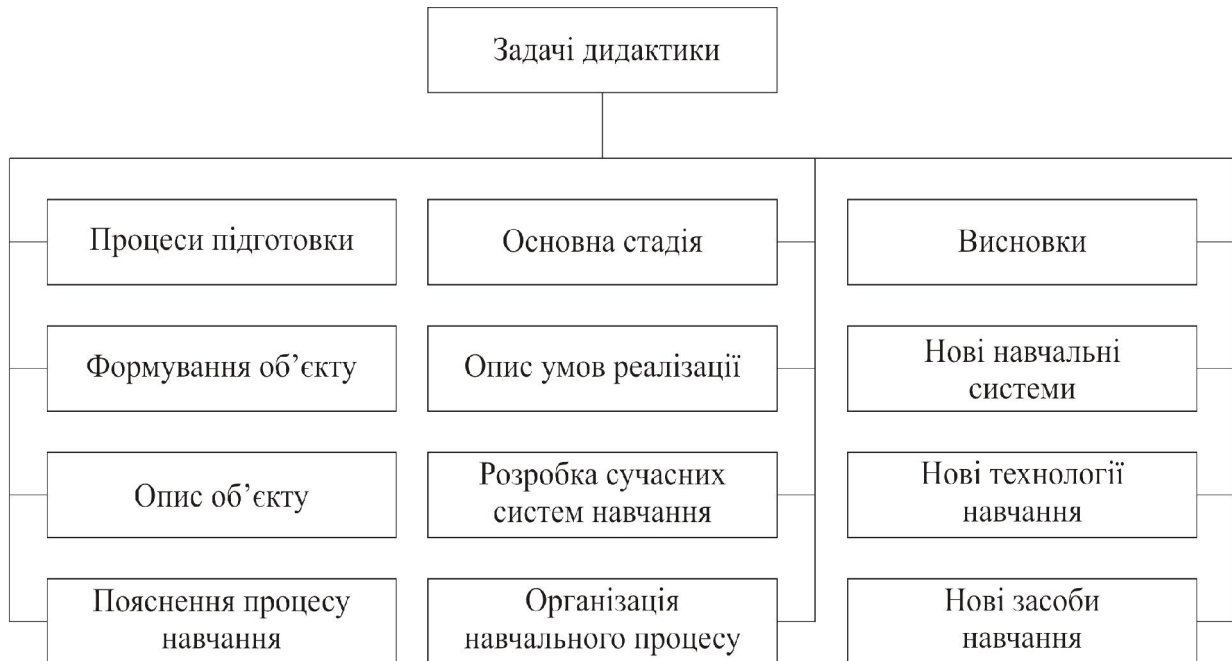 Задачі дидактики
Процеси підготовки
Основна стадія
Висновки
Формування об’єкту
Опис умов реалізації
Нові навчальні
системи
Опис об’єкту
Розробка сучасних
систем навчання
Нові технології
навчання
Пояснення процесу
навчання
Організація
навчального процесу
Нові засоби
навчання